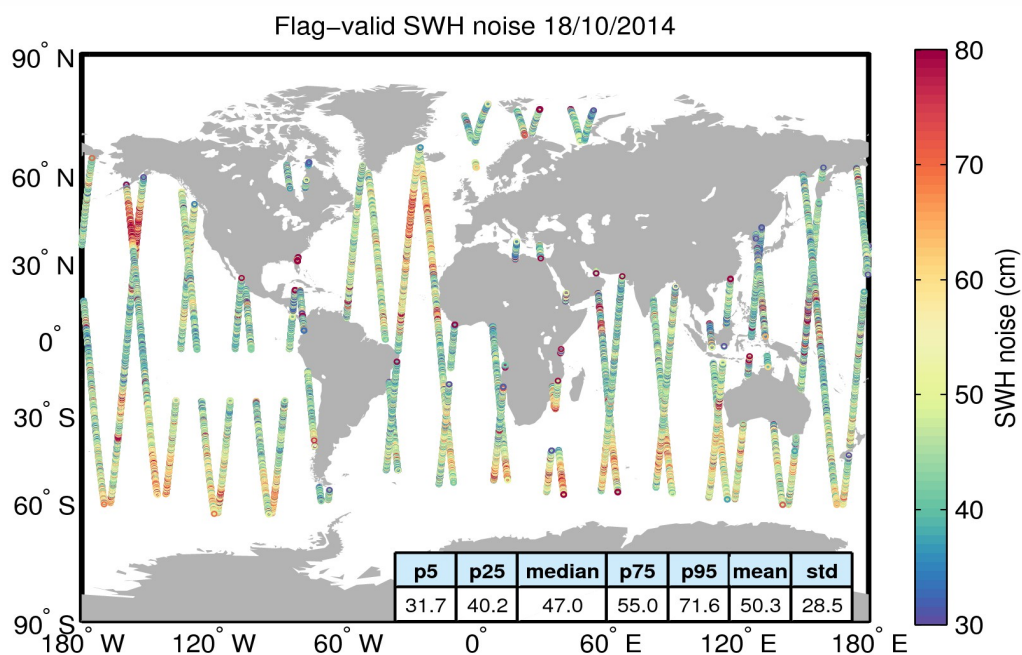 Flag−valid SWH noise 18/10/2014
90° N
60° N
30° N
0°
30° S
60° S
90° S
180° W
120° W
60° W
0°
60° E
120° E
180° E
p5 p25 median p75 p95 mean std
31.7 40.2 47.0 55.0 71.6 50.3 28.5
80
70
60
50
40
30
SWH noise (cm)